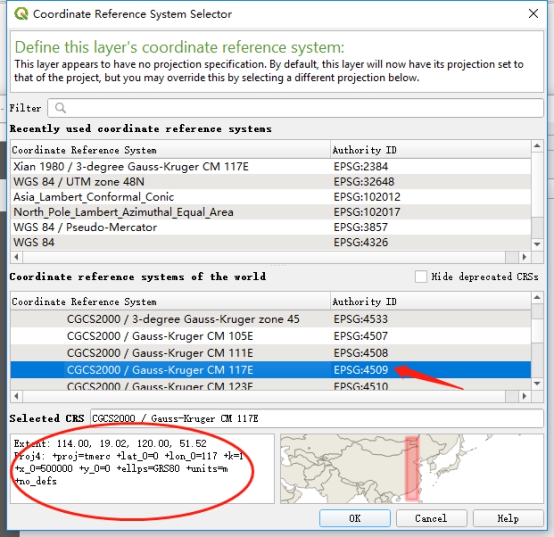 Coordinate Reference System Selector
Define this layer's coordinate reference system:
This layer appears to have no projection specification. By default, this layer will now have its projection set
to that of the project, but you may override this by selecting a different projection below.
Filter
Recently used coordinate reference systems
Coordinate Reference System Authority ID
Xian 1980 / 3-degree Gauss-Kruger CM 117E EPSG:2384
WGS 84 / UTM zone 48N EPSG:32648
Asia_Lambert_Conformal_Conic EPSG:102012
North_Pole_Lambert_Azimuthal_Equal_Area EPSG:102017
WGS 84 / Pseudo-Mercator EPSG:3857
WGS 84 EPSG:4326
Coordinate reference systems of the world Hide deprecated CRSs
Coordinate Reference System Authority ID
CGCS2000 / 3-degree Gauss-Kruger zone 45 EPSG:4533
CGCS2000 / Gauss-Kruger CM 105E EPSG:4507
CGCS2000 / Gauss-Kruger CM 111E EPSG:4508
CGCS2000 / Gauss-Kruger CM 117E EPSG:4509
CGCS2000 / Gauss-Kruger CM 123E EPSG:4510
Selected CRS CGCS2000 / Gauss-Kruger CM 117E
Extent: 114.00, 19.02, 120.00, 51.52
Proj4: +proj=tmerc +lat_0=0 +lon_0=117 +k=1
+x_0=500000 +y_0=0 +ellps=GRS80 +units=m
+no_defs
OK Cancel Help